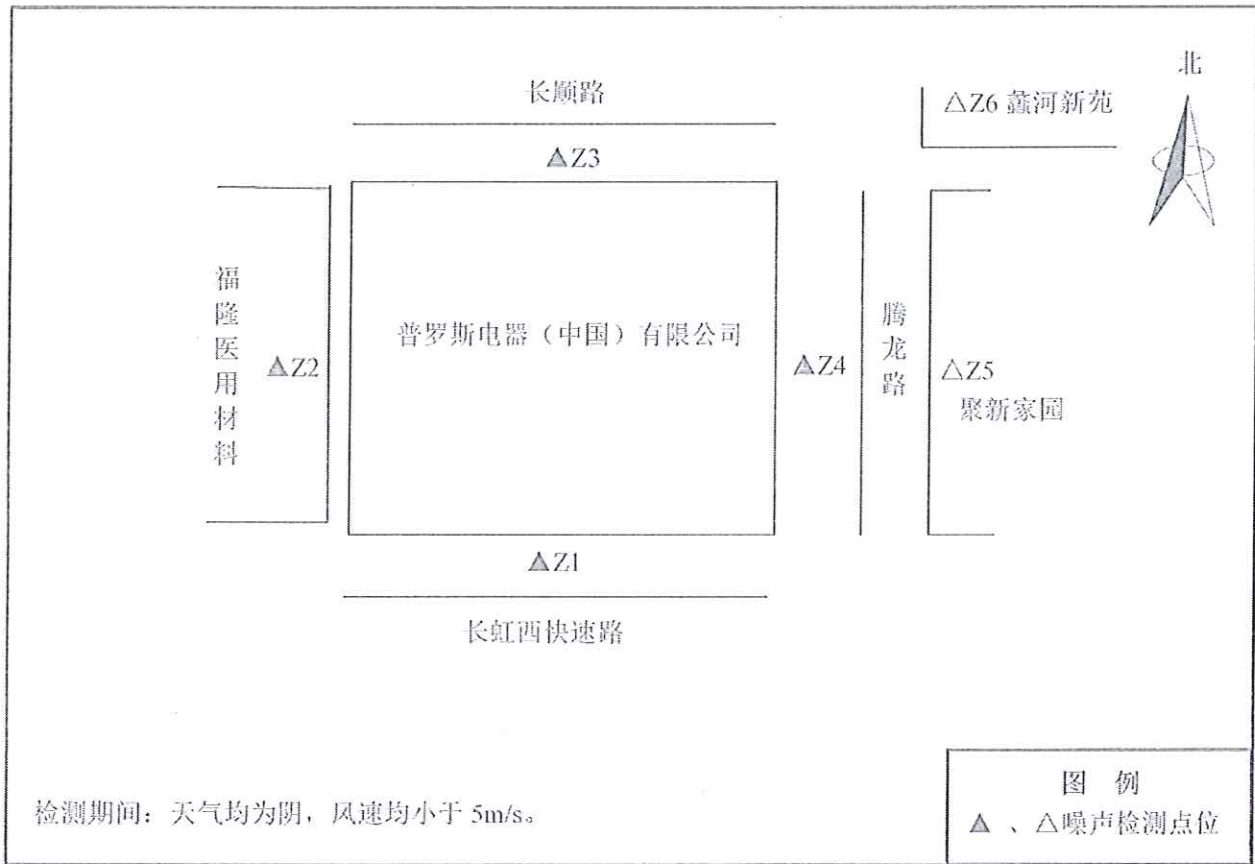 北
长顺路
△Z6 蠡河新苑
▲Z3
福隆医用材料
普罗斯电器（中国）有限公司
腾龙路
▲Z2
▲Z4
△Z5
聚新家园
▲Z1
长虹西快速路
图 例
检测期间：天气均为阴，风速均小于 5m/s。
▲、△噪声检测点位